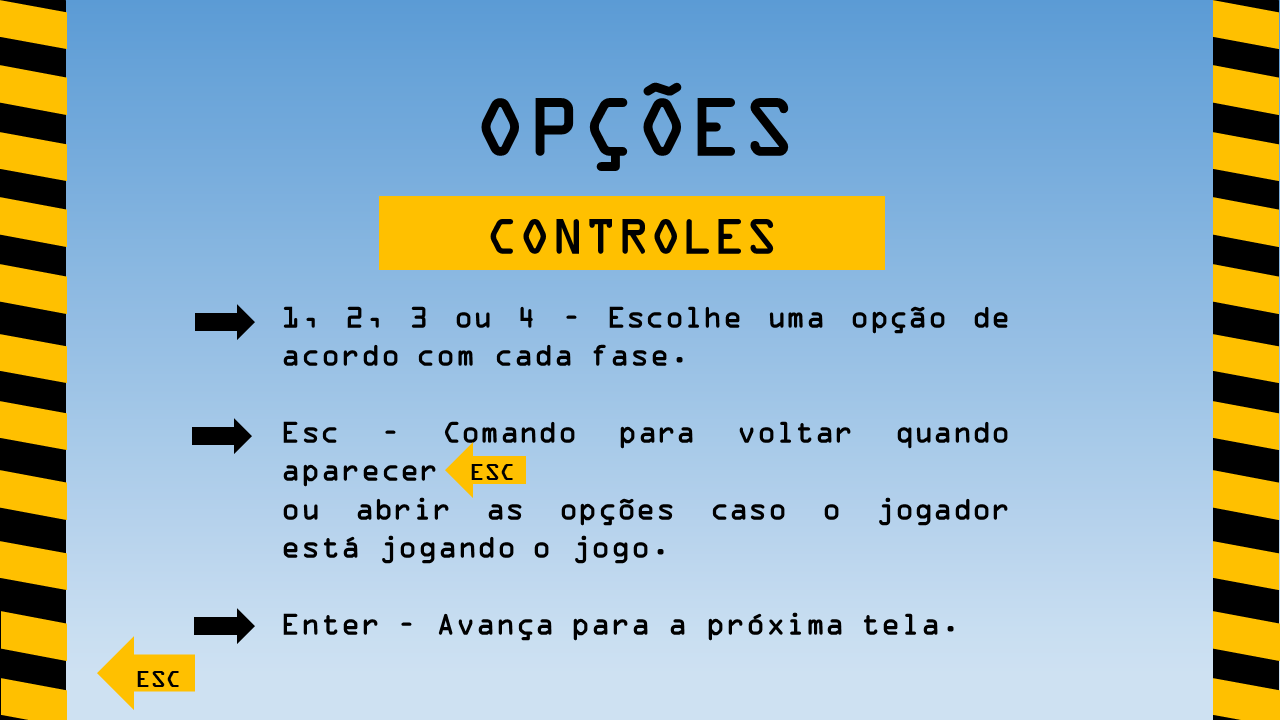 OPÇÕES
CONTROLES
1, 2, 3 ou 4 - Escolhe uma opção de
acordo com cada fase.
Esc - Comando para voltar quando
aparecer ESC
ou abrir as opções caso o jogador
está jogando o jogo.
Enter - Avança para a próxima tela.
ESC